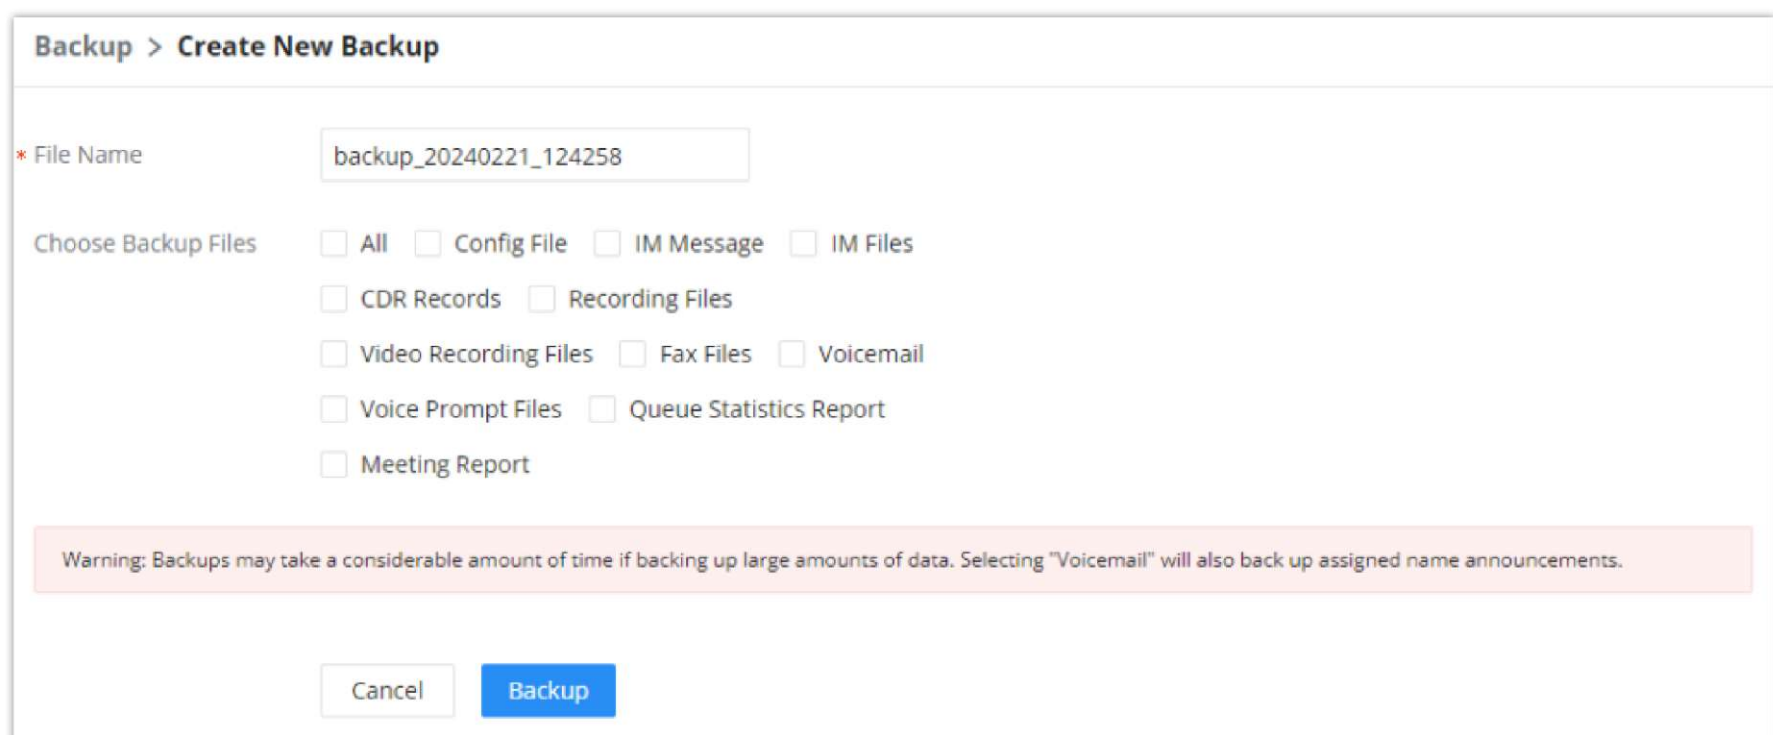 Backup > Create New Backup
* File Name backup_20240221_124258
Choose Backup Files All Config File IM Message IM Files
CDR Records Recording Files
Video Recording Files Fax Files Voicemail
Voice Prompt Files Queue Statistics Report
Meeting Report
Warning: Backups may take a considerable amount of time if backing up large amounts of data. Selecting "Voicemail" will also back up assigned name announcements.
Cancel Backup